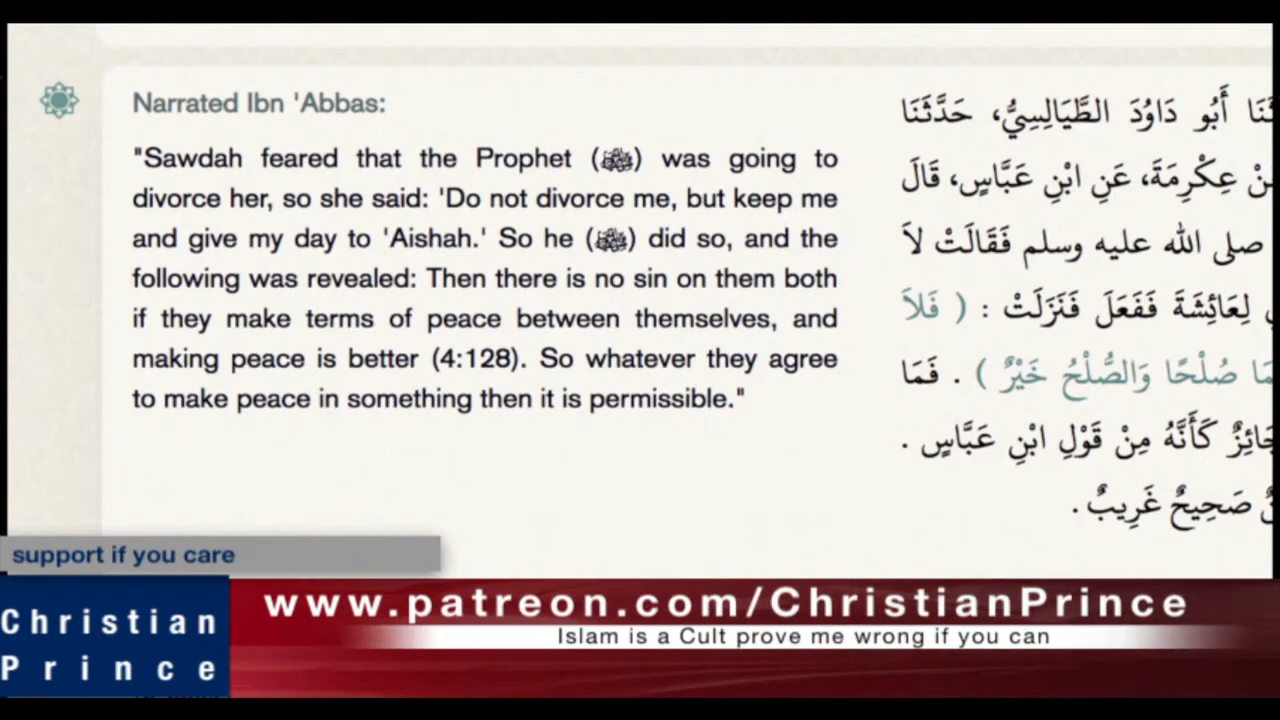 Narrated Ibn 'Abbas:
"Sawdah feared that the Prophet (ﷺ) was going to
divorce her, so she said: 'Do not divorce me, but keep me
and give my day to 'Aishah.' So he (ﷺ) did so, and the
following was revealed: Then there is no sin on them both
if they make terms of peace between themselves, and
making peace is better (4:128). So whatever they agree
to make peace in something then it is permissible."
أَبُو دَاوُدَ الطَّيَالِسِيُّ، حَدَّثَنَا
عِكْرِمَةَ، عَنِ ابْنِ عَبَّاسٍ، قَالَ
صلى الله عليه وسلم فَقَالَتْ لاَ
لِعَائِشَةَ فَفَعَلَ فَنَزَلَتْ ‏:‏ ‏(‏ فَلاَ
صُلْحًا وَالصُّلْحُ خَيْرٌ ‏)‏ ‏.‏ فَمَا
كَأَنَّهُ مِنْ قَوْلِ ابْنِ عَبَّاسٍ ‏.‏
صَحِيحٌ غَرِيبٌ ‏.‏
support if you care
Christian
Prince
www.patreon.com/ChristianPrince
Islam is a Cult prove me wrong if you can